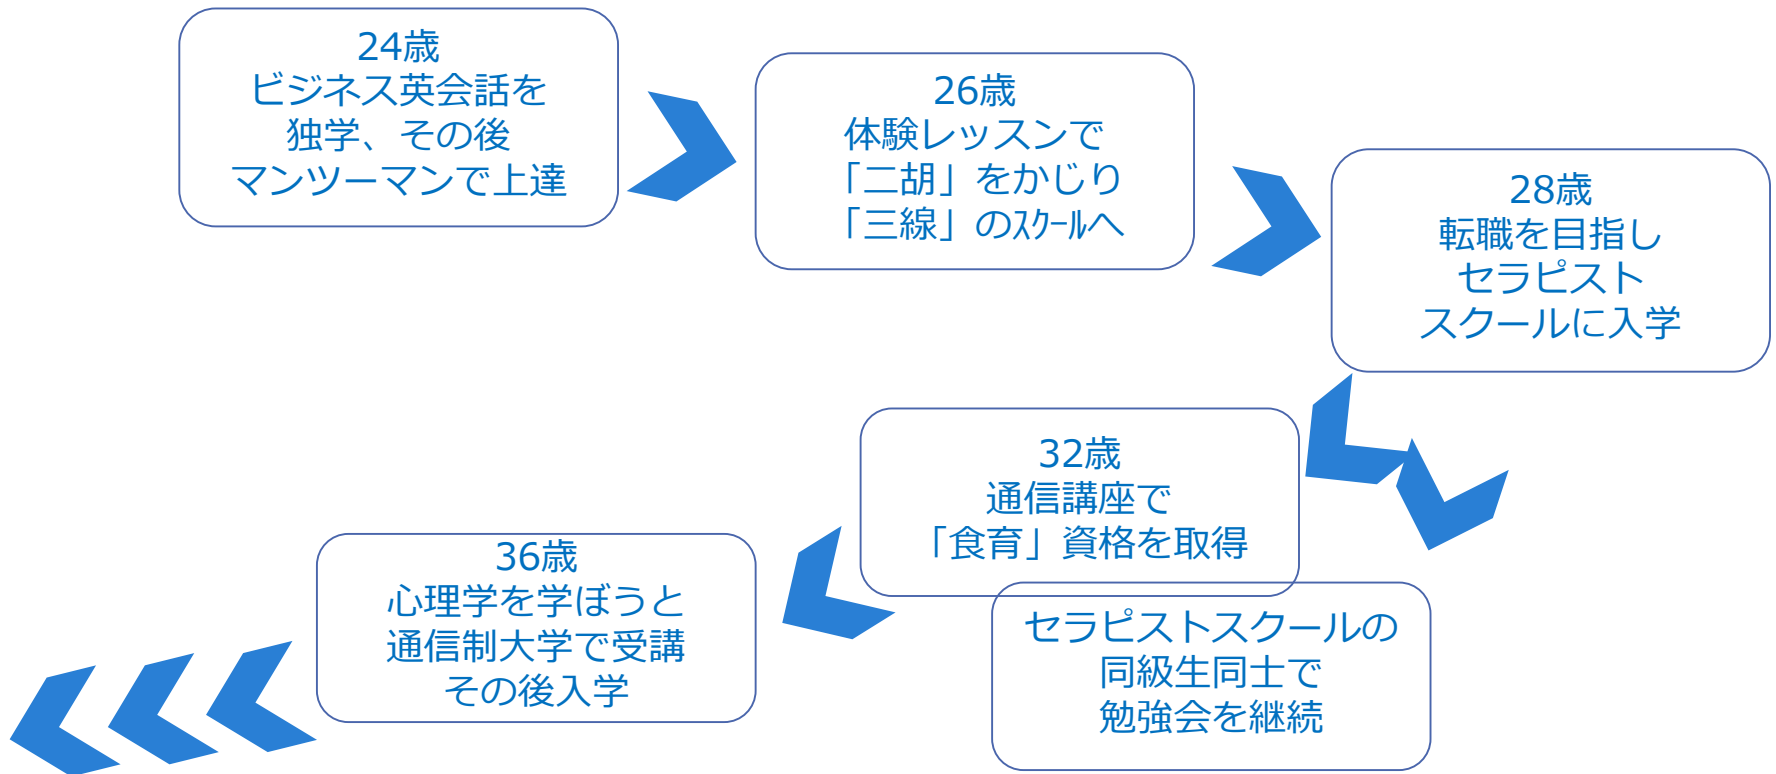 24歳
ビジネス英会話を
独学、その後
マンツーマンで上達
26歳
体験レッスンで
「二胡」をかじり
「三線」のｽｸｰﾙへ
28歳
転職を目指し
セラピスト
スクールに入学
32歳
通信講座で
「食育」資格を取得
セラピストスクールの
同級生同士で
勉強会を継続
36歳
心理学を学ぼうと
通信制大学で受講
その後入学